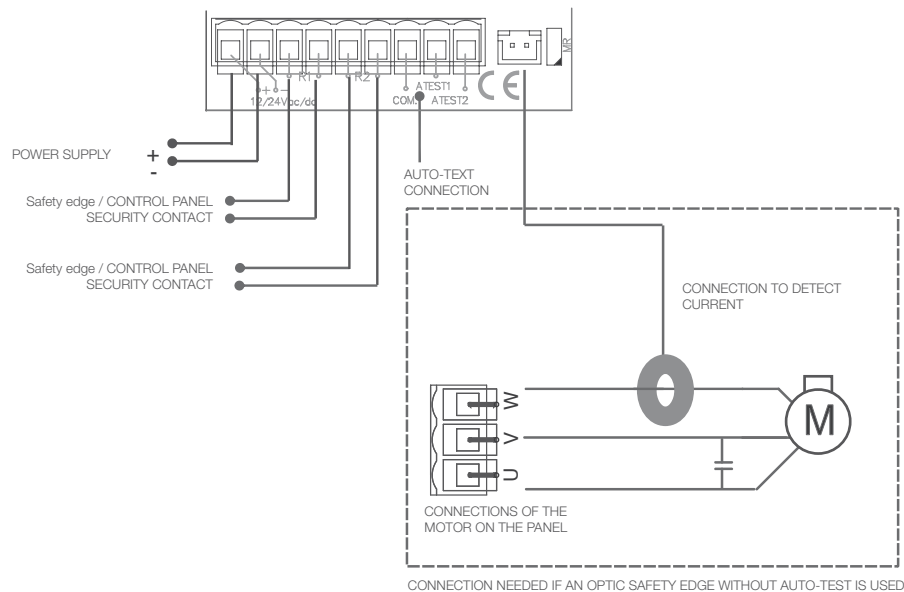 MR
R1
R2
+ -
12/24Vac/dc
COM.
ATEST1
ATEST2
CE
POWER SUPPLY
+
-
AUTO-TEXT
CONNECTION
Safety edge / CONTROL PANEL
SECURITY CONTACT
Safety edge / CONTROL PANEL
SECURITY CONTACT
CONNECTION TO DETECT
CURRENT
W
V
U
M
CONNECTIONS OF THE
MOTOR ON THE PANEL
CONNECTION NEEDED IF AN OPTIC SAFETY EDGE WITHOUT AUTO-TEST IS USED